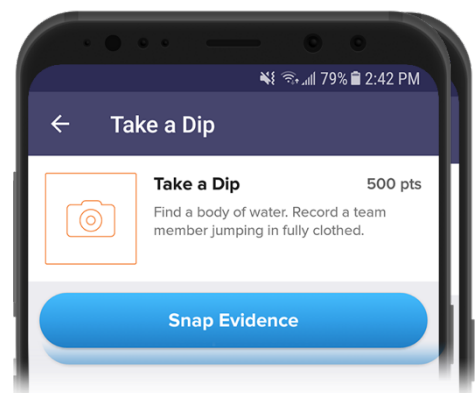 79% 2:42 PM
Take a Dip
Take a Dip 500 pts
Find a body of water. Record a team
member jumping in fully clothed.
Snap Evidence